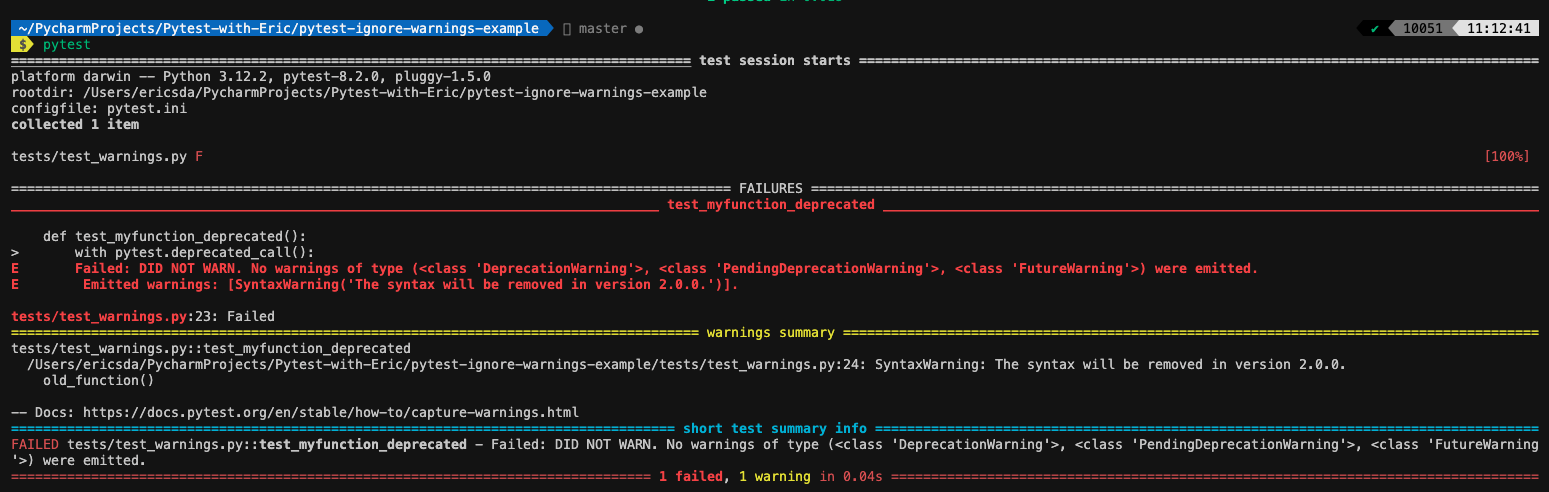 ~/PycharmProjects/Pytest-with-Eric/pytest-ignore-warnings-example master ● ✔ 10051 11:12:41
$ pytest
============================== test session starts ==============================
platform darwin -- Python 3.12.2, pytest-8.2.0, pluggy-1.5.0
rootdir: /Users/ericsda/PycharmProjects/Pytest-with-Eric/pytest-ignore-warnings-example
configfile: pytest.ini
collected 1 item
tests/test_warnings.py F [100%]
============================== FAILURES ==============================
______________________________ test_myfunction_deprecated ______________________________
    def test_myfunction_deprecated():
>       with pytest.deprecated_call():
E       Failed: DID NOT WARN. No warnings of type (<class 'DeprecationWarning'>, <class 'PendingDeprecationWarning'>, <class 'FutureWarning'>) were emitted.
E        Emitted warnings: [SyntaxWarning('The syntax will be removed in version 2.0.0.')].
tests/test_warnings.py:23: Failed
============================== warnings summary ==============================
tests/test_warnings.py::test_myfunction_deprecated
  /Users/ericsda/PycharmProjects/Pytest-with-Eric/pytest-ignore-warnings-example/tests/test_warnings.py:24: SyntaxWarning: The syntax will be removed in version 2.0.0.
    old_function()
-- Docs: https://docs.pytest.org/en/stable/how-to/capture-warnings.html
============================== short test summary info ==============================
FAILED tests/test_warnings.py::test_myfunction_deprecated - Failed: DID NOT WARN. No warnings of type (<class 'DeprecationWarning'>, <class 'PendingDeprecationWarning'>, <class 'FutureWarning
'>) were emitted.
============================== 1 failed, 1 warning in 0.04s ==============================